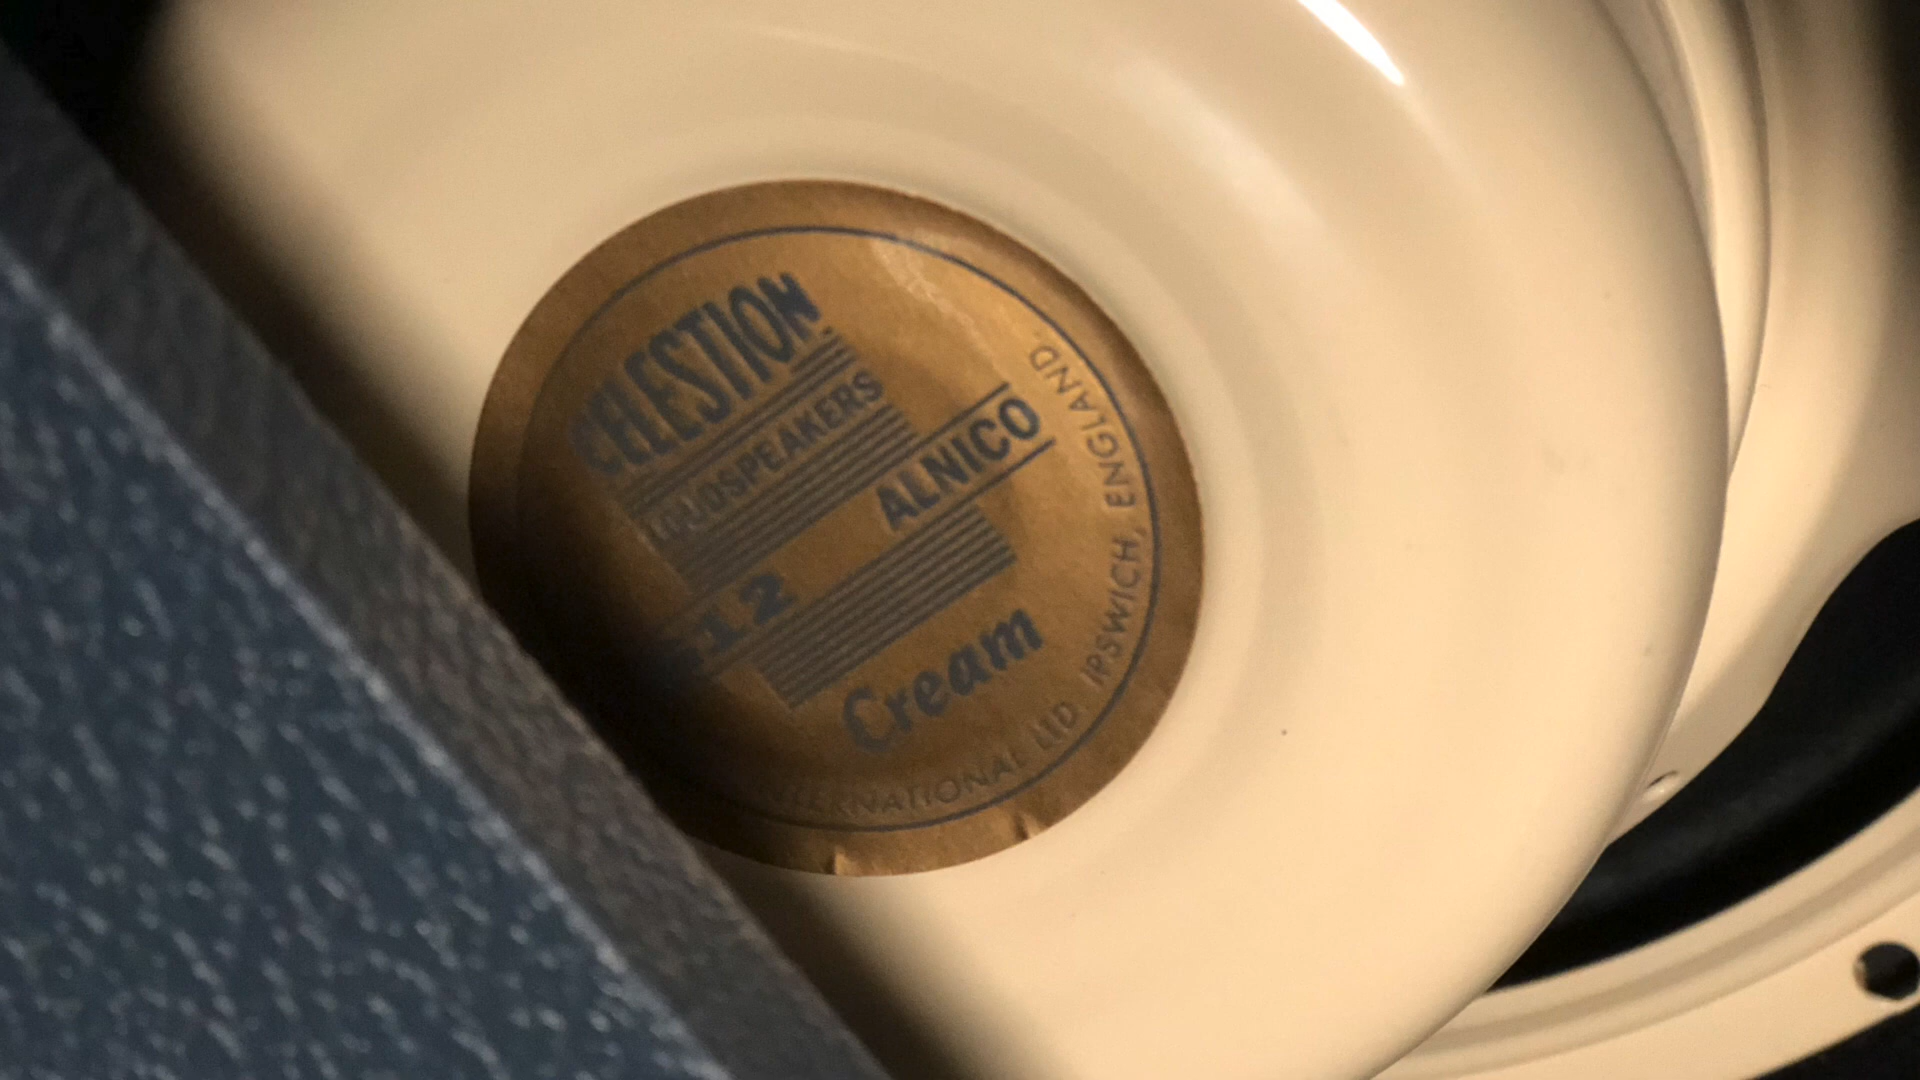 CELESTION
LOUDSPEAKERS
ALNICO
12
Cream
INTERNATIONAL LTD. IPSWICH, ENGLAND.